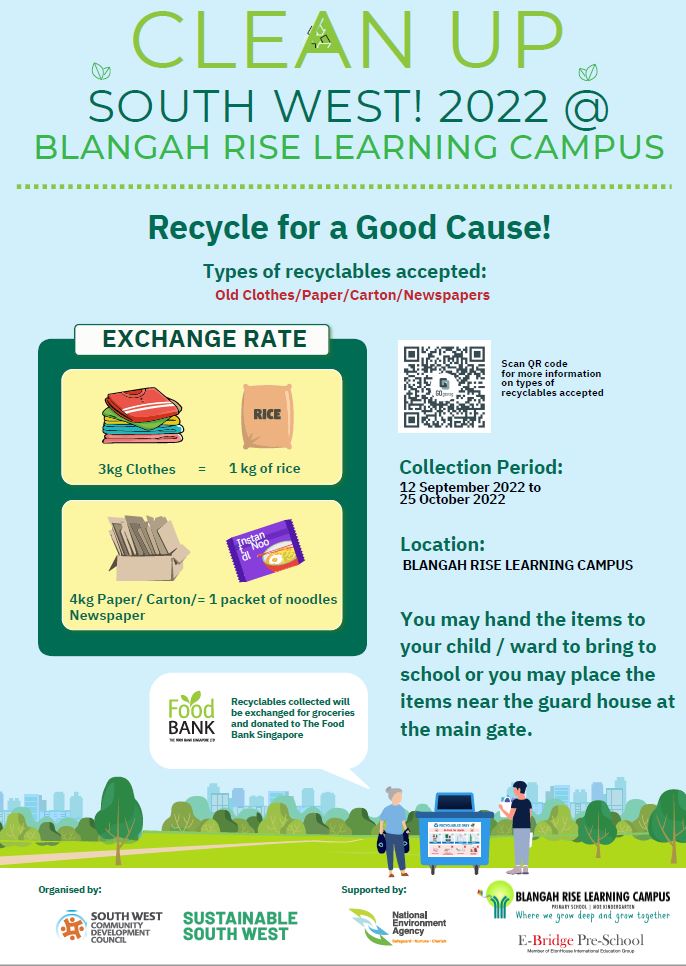 CLEAN UP
SOUTH WEST! 2022 @
BLANGAH RISE LEARNING CAMPUS
Recycle for a Good Cause!
Types of recyclables accepted:
Old Clothes/Paper/Carton/Newspapers
EXCHANGE RATE
RICE
3kg Clothes = 1 kg of rice
Instan
t Noo
dl
4kg Paper/ Carton/= 1 packet of noodles
Newspaper
Scan QR code
for more information
on types of
recyclables accepted
Collection Period:
12 September 2022 to
25 October 2022
Location:
BLANGAH RISE LEARNING CAMPUS
You may hand the items to
your child / ward to bring to
school or you may place the
items near the guard house at
the main gate.
Food
BANK
THE FOOD BANK SINGAPORE LTD
Recyclables collected will
be exchanged for groceries
and donated to The Food
Bank Singapore
RECYCLABLES ONLY
Organised by:
SOUTH WEST
COMMUNITY
DEVELOPMENT
COUNCIL
SUSTAINABLE
SOUTH WEST
Supported by:
National
Environment
Agency
Safeguard • Nurture • Cherish
BLANGAH RISE LEARNING CAMPUS
PRIMARY SCHOOL | MOE KINDERGARTEN
Where we grow deep and grow together
E-Bridge Pre-School
Member of EtonHouse International Education Group